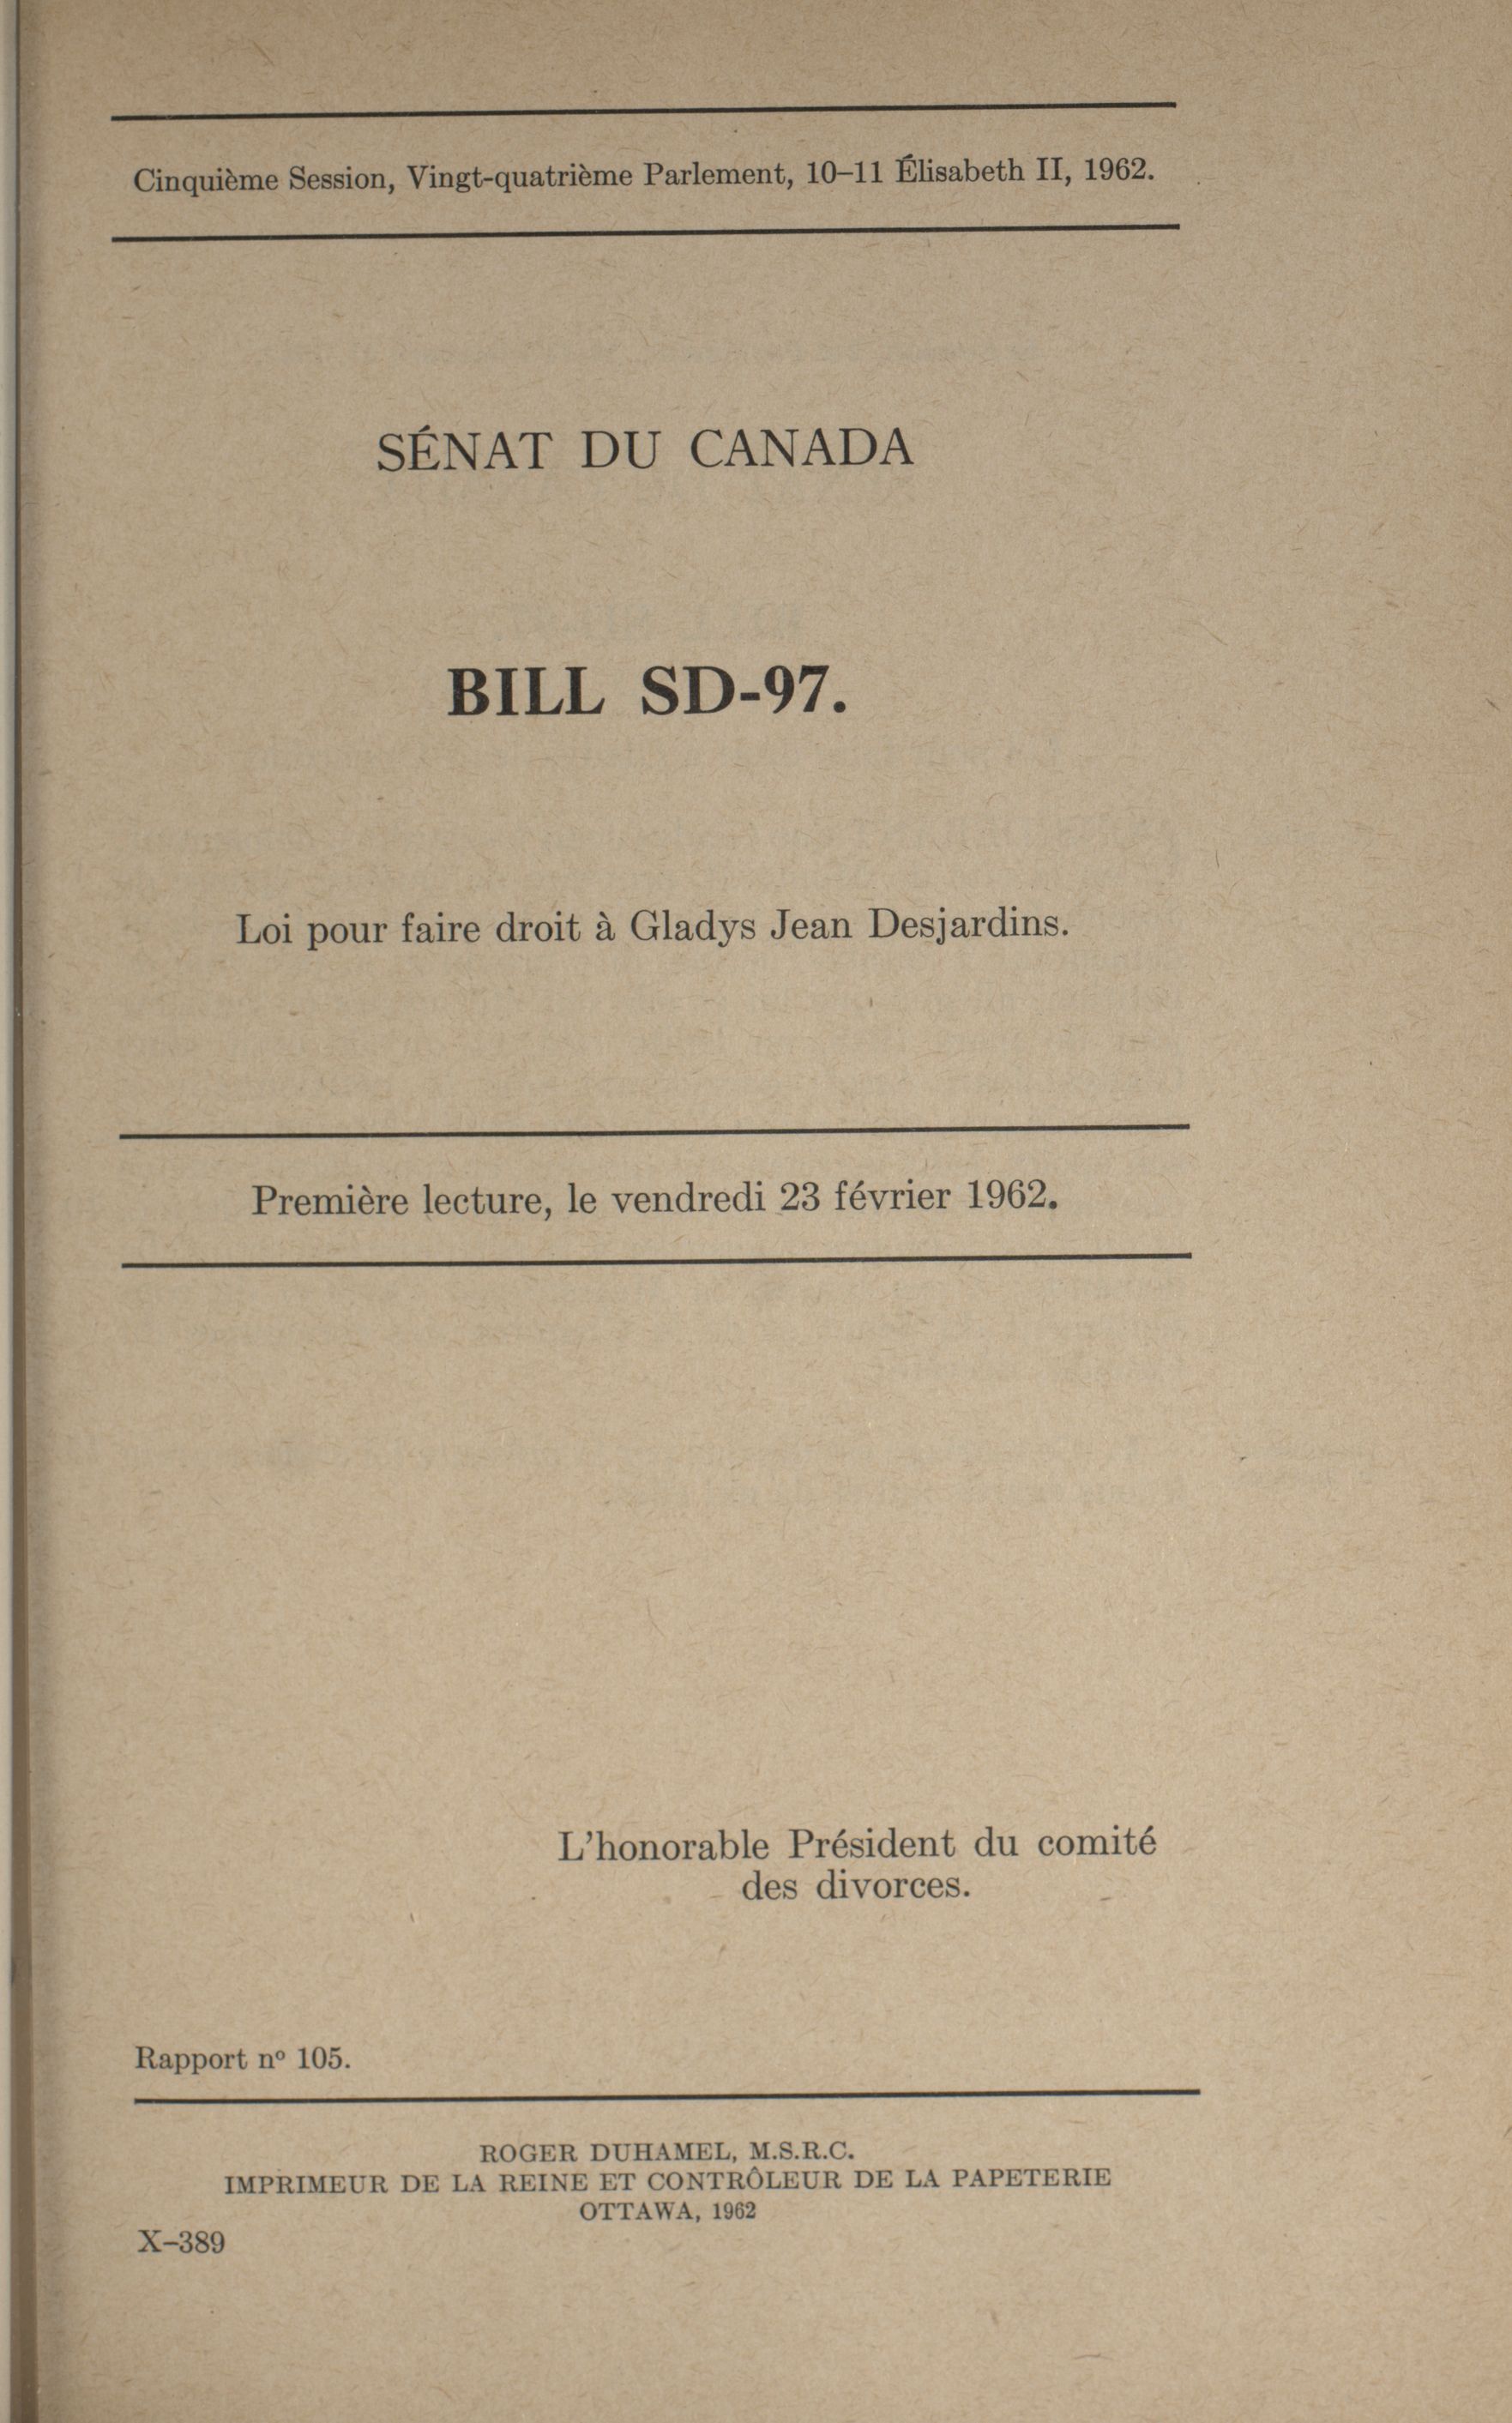 Cinquième Session, Vingt-quatrième Parlement, 10–11 Élisabeth II, 1962.
SÉNAT DU CANADA
BILL SD-97.
Loi pour faire droit à Gladys Jean Desjardins.
Première lecture, le vendredi 23 février 1962.
L'honorable Président du comité
des divorces.
Rapport nº 105.
ROGER DUHAMEL, M.S.R.C.
IMPRIMEUR DE LA REINE ET CONTRÔLEUR DE LA PAPETERIE
OTTAWA, 1962
X–389